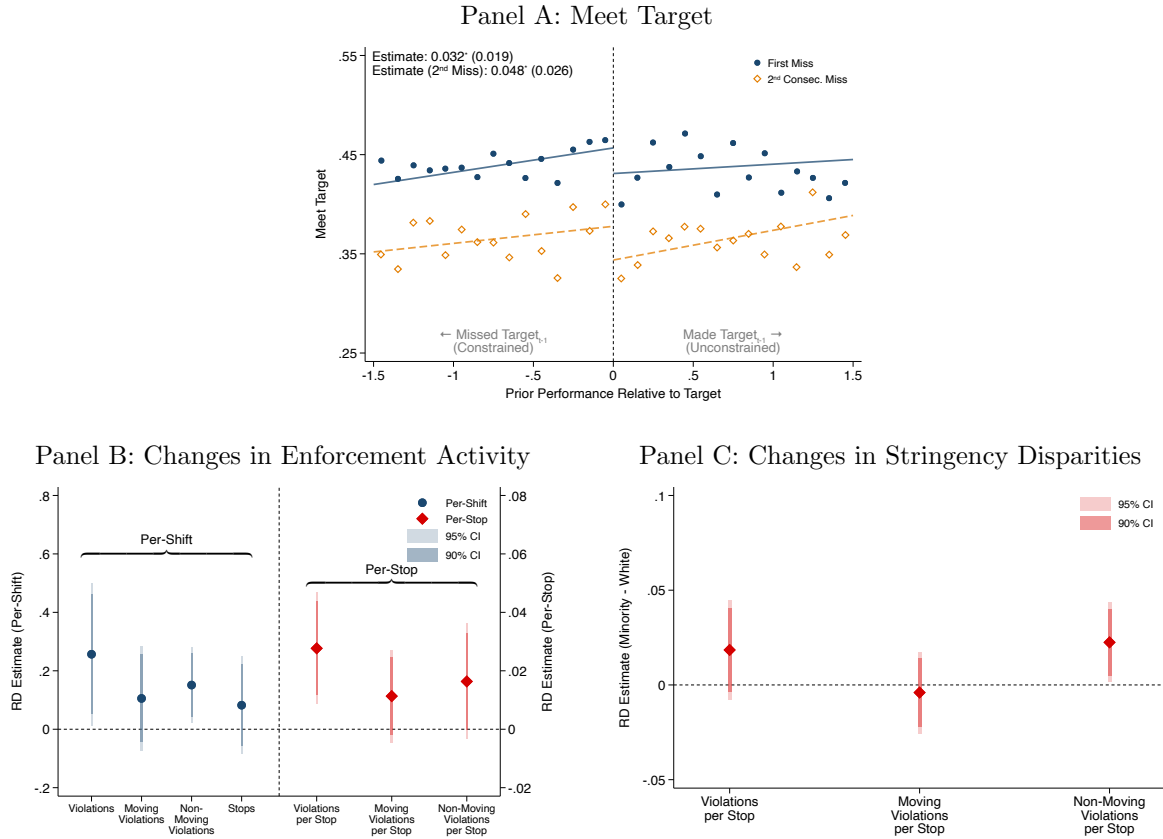 Panel A: Meet Target
Estimate: 0.032* (0.019)
Estimate (2nd Miss): 0.048* (0.026)
First Miss
2nd Consec. Miss
Meet Target
.55
.45
.35
.25
← Missed Targett-1
(Constrained)
Made Targett-1 →
(Unconstrained)
-1.5
-1
-.5
0
.5
1
1.5
Prior Performance Relative to Target
Panel B: Changes in Enforcement Activity
RD Estimate (Per-Shift)
.8
.6
.4
.2
0
-.2
Per-Shift
Per-Stop
Per-Shift
Per-Stop
95% CI
90% CI
.08
.06
.04
.02
0
-.02
RD Estimate (Per-Stop)
Violations
Moving
Violations
Non-
Moving
Violations
Stops
Violations
per Stop
Moving
Violations
per Stop
Non-Moving
Violations
per Stop
Panel C: Changes in Stringency Disparities
RD Estimate (Minority - White)
.1
.05
0
-.05
95% CI
90% CI
Violations
per Stop
Moving
Violations
per Stop
Non-Moving
Violations
per Stop